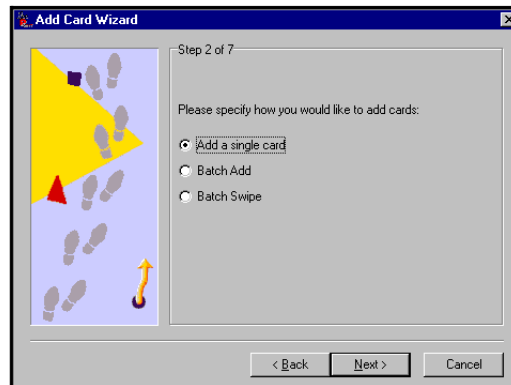 Add Card Wizard
Step 2 of 7
Please specify how you would like to add cards:
Add a single card
Batch Add
Batch Swipe
< Back
Next >
Cancel